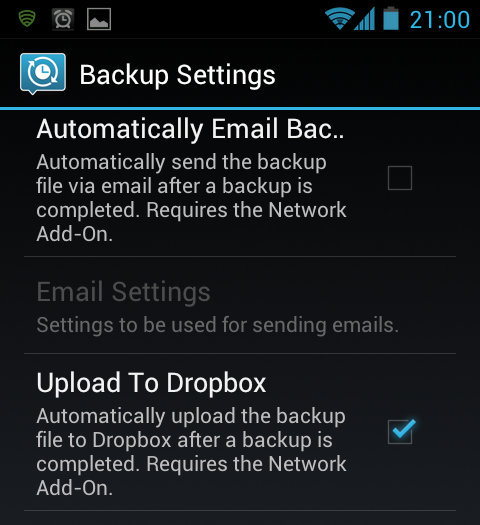 21:00
Backup Settings
Automatically Email Bac..
Automatically send the backup
file via email after a backup is
completed. Requires the Network
Add-On.
Email Settings
Settings to be used for sending emails.
Upload To Dropbox
Automatically upload the backup
file to Dropbox after a backup is
completed. Requires the Network
Add-On.